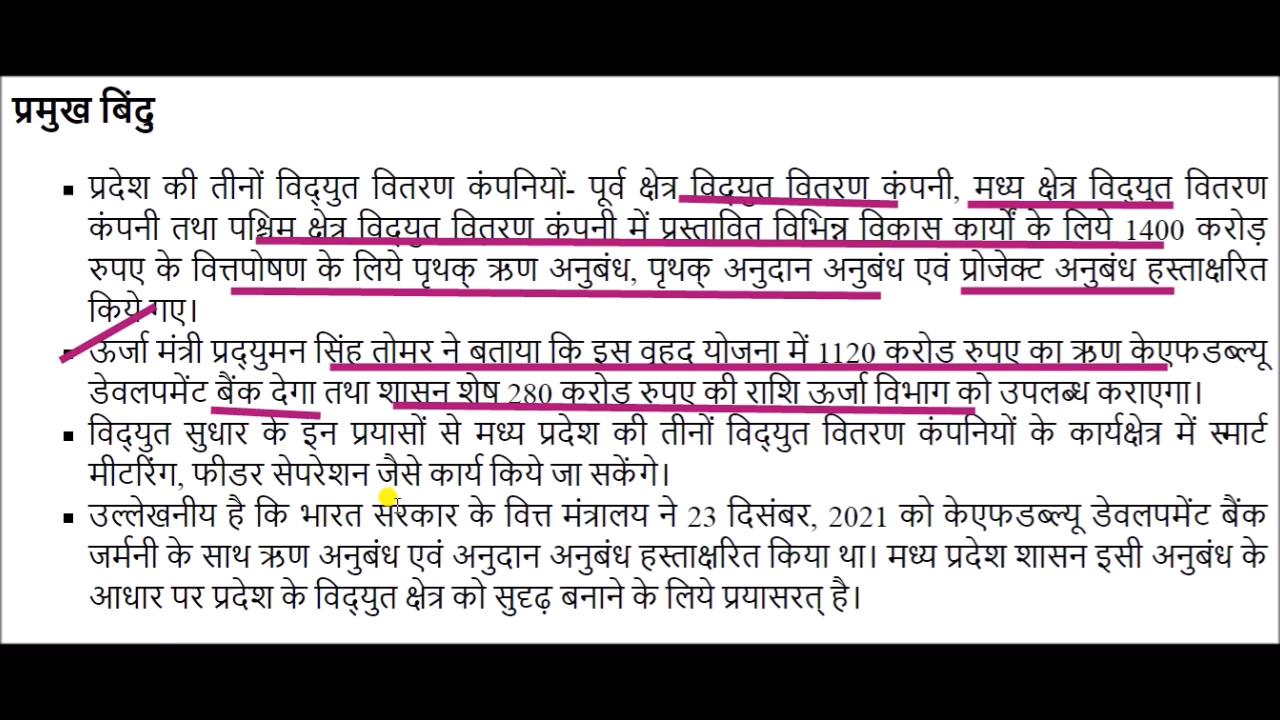 प्रमुख बिंदु
प्रदेश की तीनों विद्युत वितरण कंपनियों- पूर्व क्षेत्र विद्युत वितरण कंपनी, मध्य क्षेत्र विद्युत वितरण
कंपनी तथा पश्चिम क्षेत्र विद्युत वितरण कंपनी में प्रस्तावित विभिन्न विकास कार्यों के लिये 1400 करोड़
रुपए के वित्तपोषण के लिये पृथक् ऋण अनुबंध, पृथक् अनुदान अनुबंध एवं प्रोजेक्ट अनुबंध हस्ताक्षरित
किये गए।
ऊर्जा मंत्री प्रद्युमन सिंह तोमर ने बताया कि इस वृहद योजना में 1120 करोड़ रुपए का ऋण केएफडब्ल्यू
डेवलपमेंट बैंक देगा तथा शासन शेष 280 करोड़ रुपए की राशि ऊर्जा विभाग को उपलब्ध कराएगा।
विद्युत सुधार के इन प्रयासों से मध्य प्रदेश की तीनों विद्युत वितरण कंपनियों के कार्यक्षेत्र में स्मार्ट
मीटरिंग, फीडर सेपरेशन जैसे कार्य किये जा सकेंगे।
उल्लेखनीय है कि भारत सरकार के वित्त मंत्रालय ने 23 दिसंबर, 2021 को केएफडब्ल्यू डेवलपमेंट बैंक
जर्मनी के साथ ऋण अनुबंध एवं अनुदान अनुबंध हस्ताक्षरित किया था। मध्य प्रदेश शासन इसी अनुबंध के
आधार पर प्रदेश के विद्युत क्षेत्र को सुदृढ़ बनाने के लिये प्रयासरत् है।